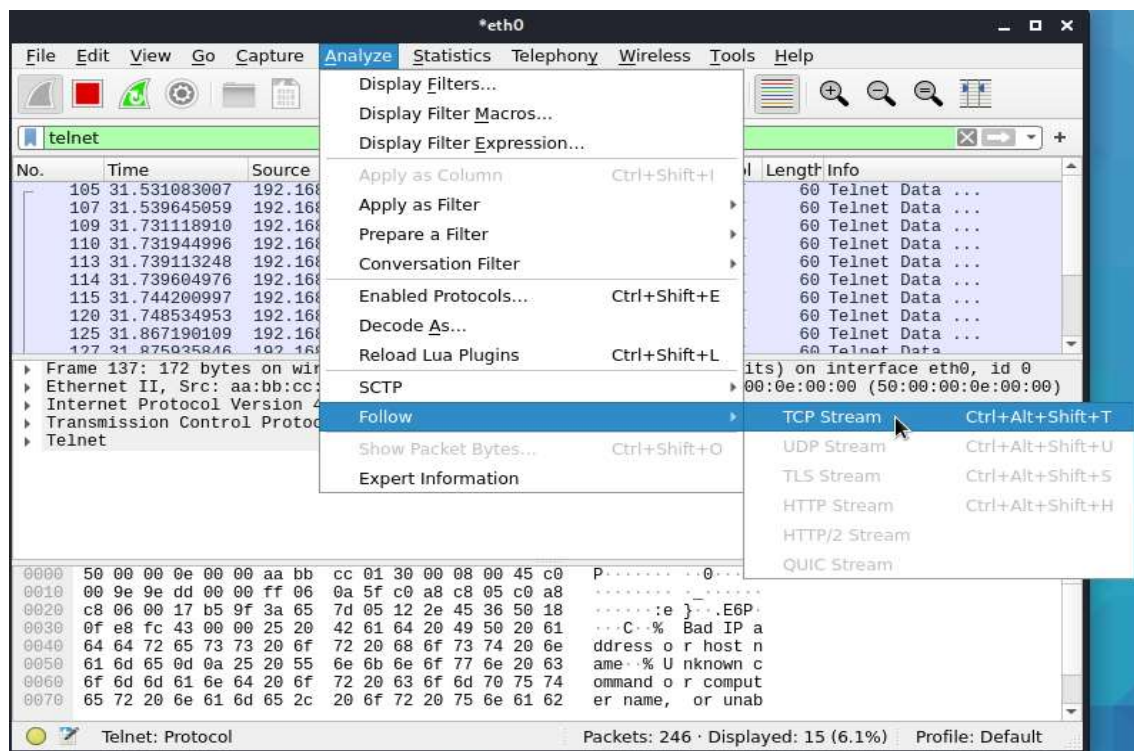 *eth0
File Edit View Go Capture Analyze Statistics Telephony Wireless Tools Help
telnet
Display Filters...
Display Filter Macros...
Display Filter Expression...
Apply as Column Ctrl+Shift+I
Apply as Filter
Prepare a Filter
Conversation Filter
Enabled Protocols... Ctrl+Shift+E
Decode As...
Reload Lua Plugins Ctrl+Shift+L
SCTP
Follow
Show Packet Bytes... Ctrl+Shift+O
Expert Information
TCP Stream Ctrl+Alt+Shift+T
UDP Stream Ctrl+Alt+Shift+U
TLS Stream Ctrl+Alt+Shift+S
HTTP Stream Ctrl+Alt+Shift+H
HTTP/2 Stream
QUIC Stream
No. Time Source Length Info
105 31.531083007 192.168 60 Telnet Data ...
107 31.539645059 192.168 60 Telnet Data ...
109 31.731118910 192.168 60 Telnet Data ...
110 31.731944996 192.168 60 Telnet Data ...
113 31.739113248 192.168 60 Telnet Data ...
114 31.739604976 192.168 60 Telnet Data ...
115 31.744200997 192.168 60 Telnet Data ...
120 31.748534953 192.168 60 Telnet Data ...
125 31.867190109 192.168 60 Telnet Data ...
127 31.875935846 192.168 60 Telnet Data ...
Frame 137: 172 bytes on wir its) on interface eth0, id 0
Ethernet II, Src: aa:bb:cc: 00:0e:00:00 (50:00:00:0e:00:00)
Internet Protocol Version 4
Transmission Control Protoc
Telnet
0000 50 00 00 0e 00 00 aa bb cc 01 30 00 08 00 45 c0 P······· ··0···
0010 00 9e 9e dd 00 00 ff 06 0a 5f c0 a8 c8 05 c0 a8 ········ ·_······
0020 c8 06 00 17 b5 9f 3a 65 7d 05 12 2e 45 36 50 18 ······:e }··.E6P·
0030 0f e8 fc 43 00 00 25 20 42 61 64 20 49 50 20 61 ···C··% Bad IP a
0040 64 64 72 65 73 73 20 6f 72 20 68 6f 73 74 20 6e ddress o r host n
0050 61 6d 65 0d 0a 25 20 55 6e 6b 6e 6f 77 6e 20 63 ame··% U nknown c
0060 6f 6d 6d 61 6e 64 20 6f 72 20 63 6f 6d 70 75 74 ommand o r comput
0070 65 72 20 6e 61 6d 65 2c 20 6f 72 20 75 6e 61 62 er name, or unab
Telnet: Protocol Packets: 246 · Displayed: 15 (6.1%) Profile: Default